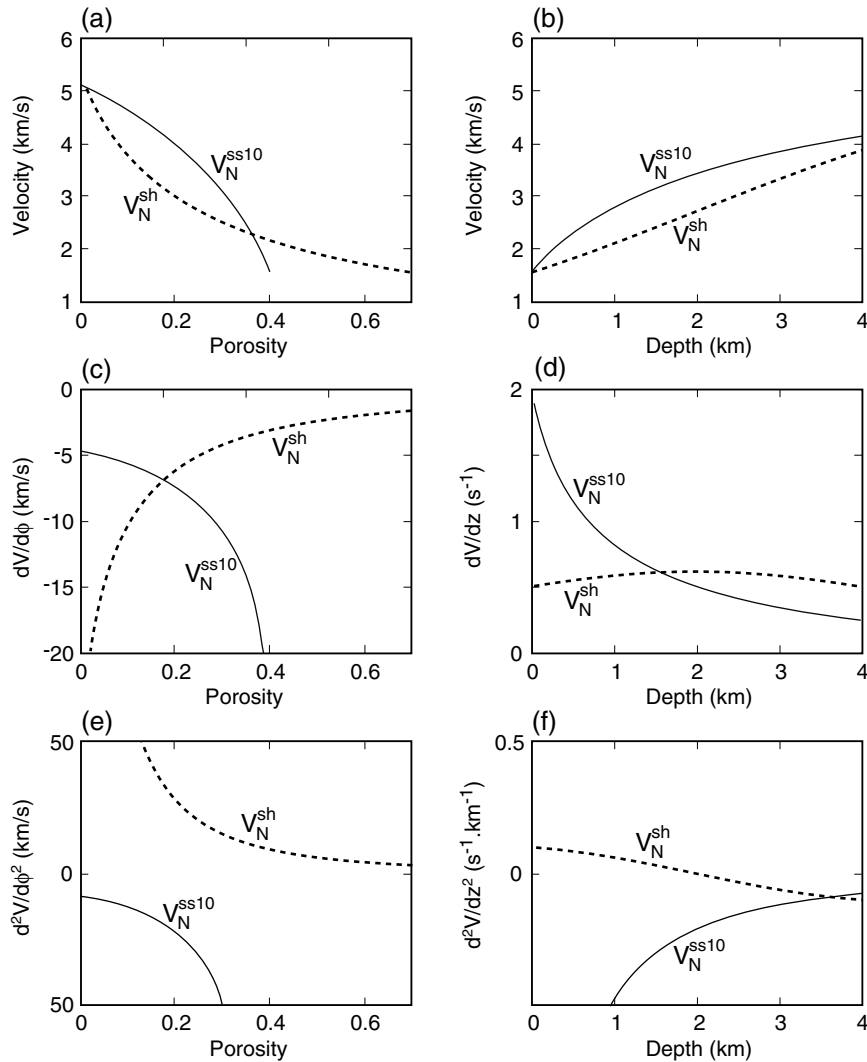 (a)
6
5
4
3
2
1
Velocity (km/s)
V_N^ss10
V_N^sh
0 0.2 0.4 0.6
Porosity
(b)
6
5
4
3
2
1
Velocity (km/s)
V_N^ss10
V_N^sh
0 1 2 3 4
Depth (km)
(c)
0
-5
-10
-15
-20
dV/dϕ (km/s)
V_N^sh
V_N^ss10
0 0.2 0.4 0.6
Porosity
(d)
2
1
0
dV/dz (s⁻¹)
V_N^ss10
V_N^sh
0 1 2 3 4
Depth (km)
(e)
50
0
50
d²V/dϕ² (km/s)
V_N^sh
V_N^ss10
0 0.2 0.4 0.6
Porosity
(f)
0.5
0
0
d²V/dz² (s⁻¹.km⁻¹)
V_N^sh
V_N^ss10
0 1 2 3 4
Depth (km)